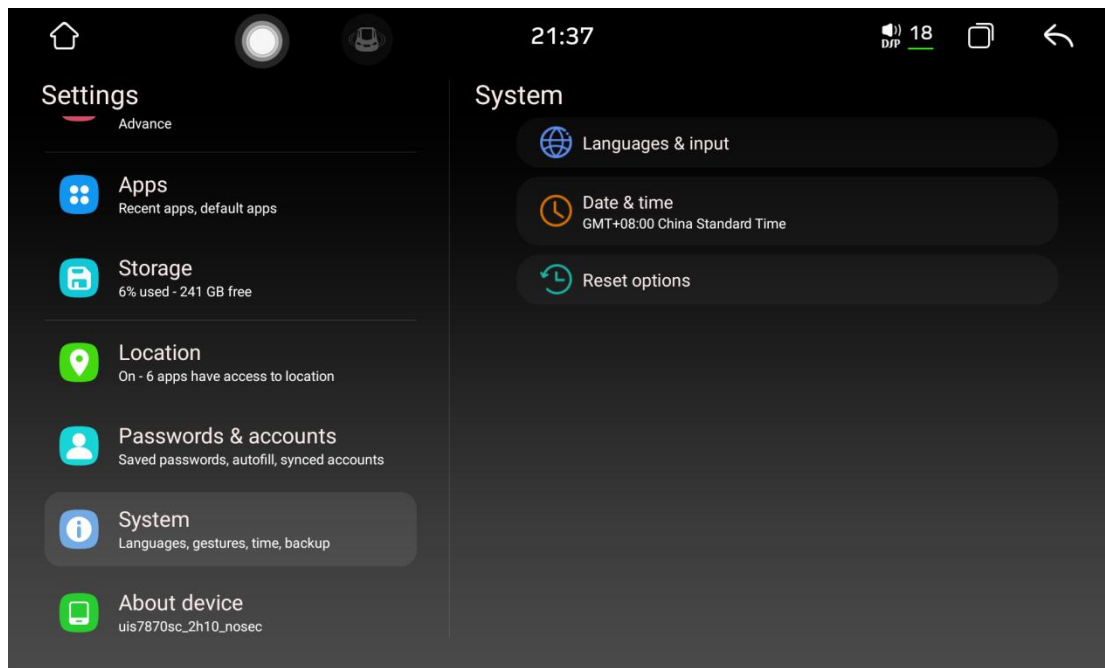 21:37
DSP 18
Settings
Advance
Apps
Recent apps, default apps
Storage
6% used - 241 GB free
Location
On - 6 apps have access to location
Passwords & accounts
Saved passwords, autofill, synced accounts
System
Languages, gestures, time, backup
About device
uis7870sc_2h10_nosec
System
Languages & input
Date & time
GMT+08:00 China Standard Time
Reset options